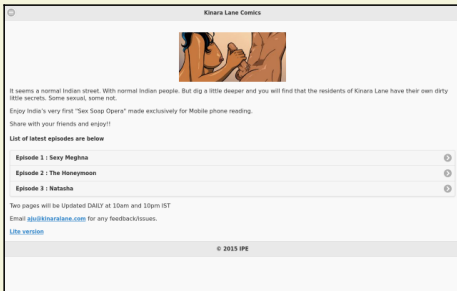 Kinara Lane Comics
It seems a normal Indian street. With normal Indian people. But dig a little deeper and you will find that the residents of Kinara Lane have their own dirty
little secrets. Some sexual, some not.
Enjoy India's very first "Sex Soap Opera" made exclusively for Mobile phone reading.
Share with your friends and enjoy!!
List of latest episodes are below
Episode 1 : Sexy Meghna
Episode 2 : The Honeymoon
Episode 3 : Natasha
Two pages will be Updated DAILY at 10am and 10pm IST
Email aju@kinaralane.com for any feedback/issues.
Lite version
© 2015 IPE